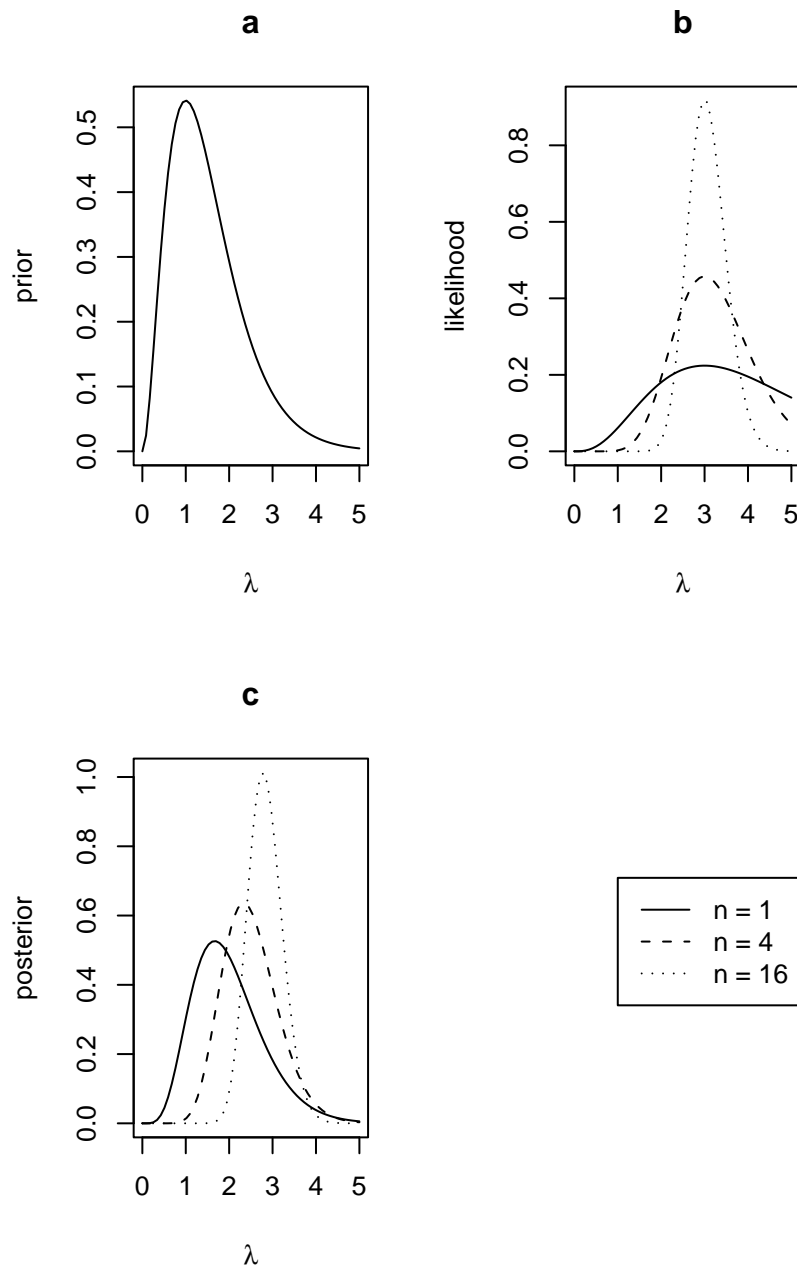 a
prior
0.0 0.1 0.2 0.3 0.4 0.5
0 1 2 3 4 5
λ
b
likelihood
0.0 0.2 0.4 0.6 0.8
0 1 2 3 4 5
λ
c
posterior
0.0 0.2 0.4 0.6 0.8 1.0
0 1 2 3 4 5
λ
n = 1
n = 4
n = 16